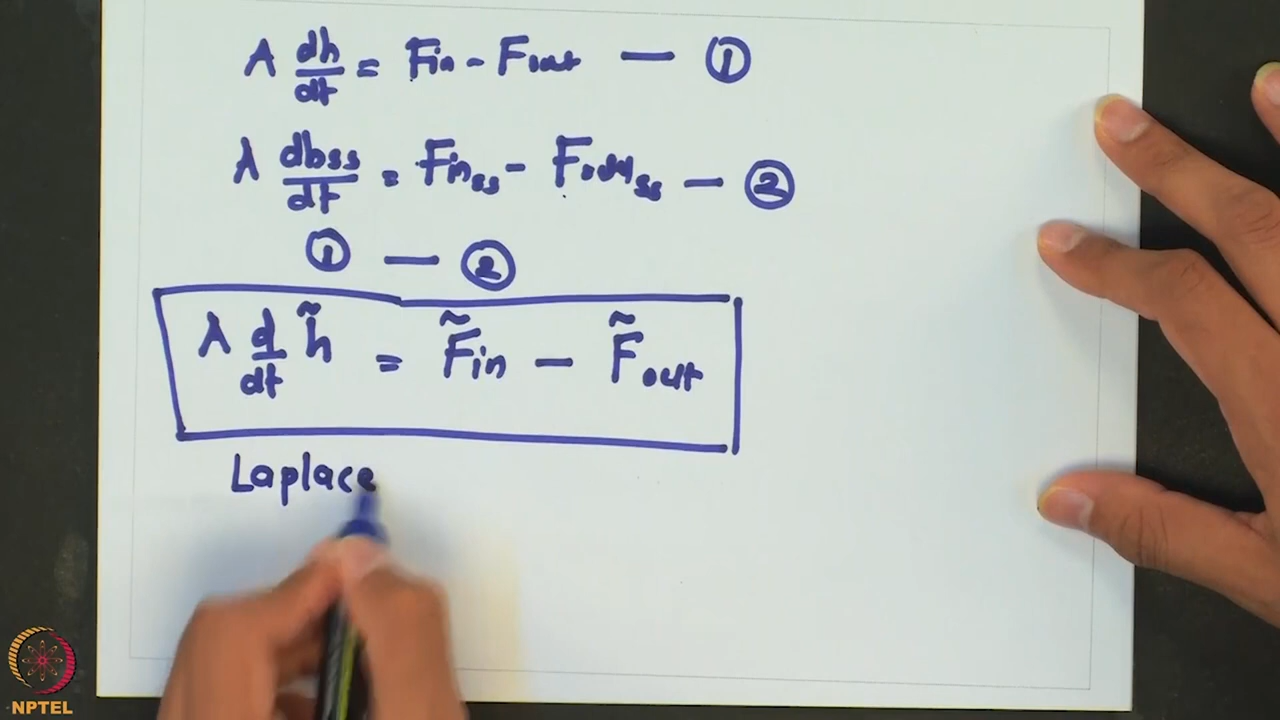 A dh/dt = Fin - Fout — ①
A dhss/dt = Finss - Foutss — ②
① — ②
A d/dt h̃ = F̃in — F̃out
Laplace
NPTEL